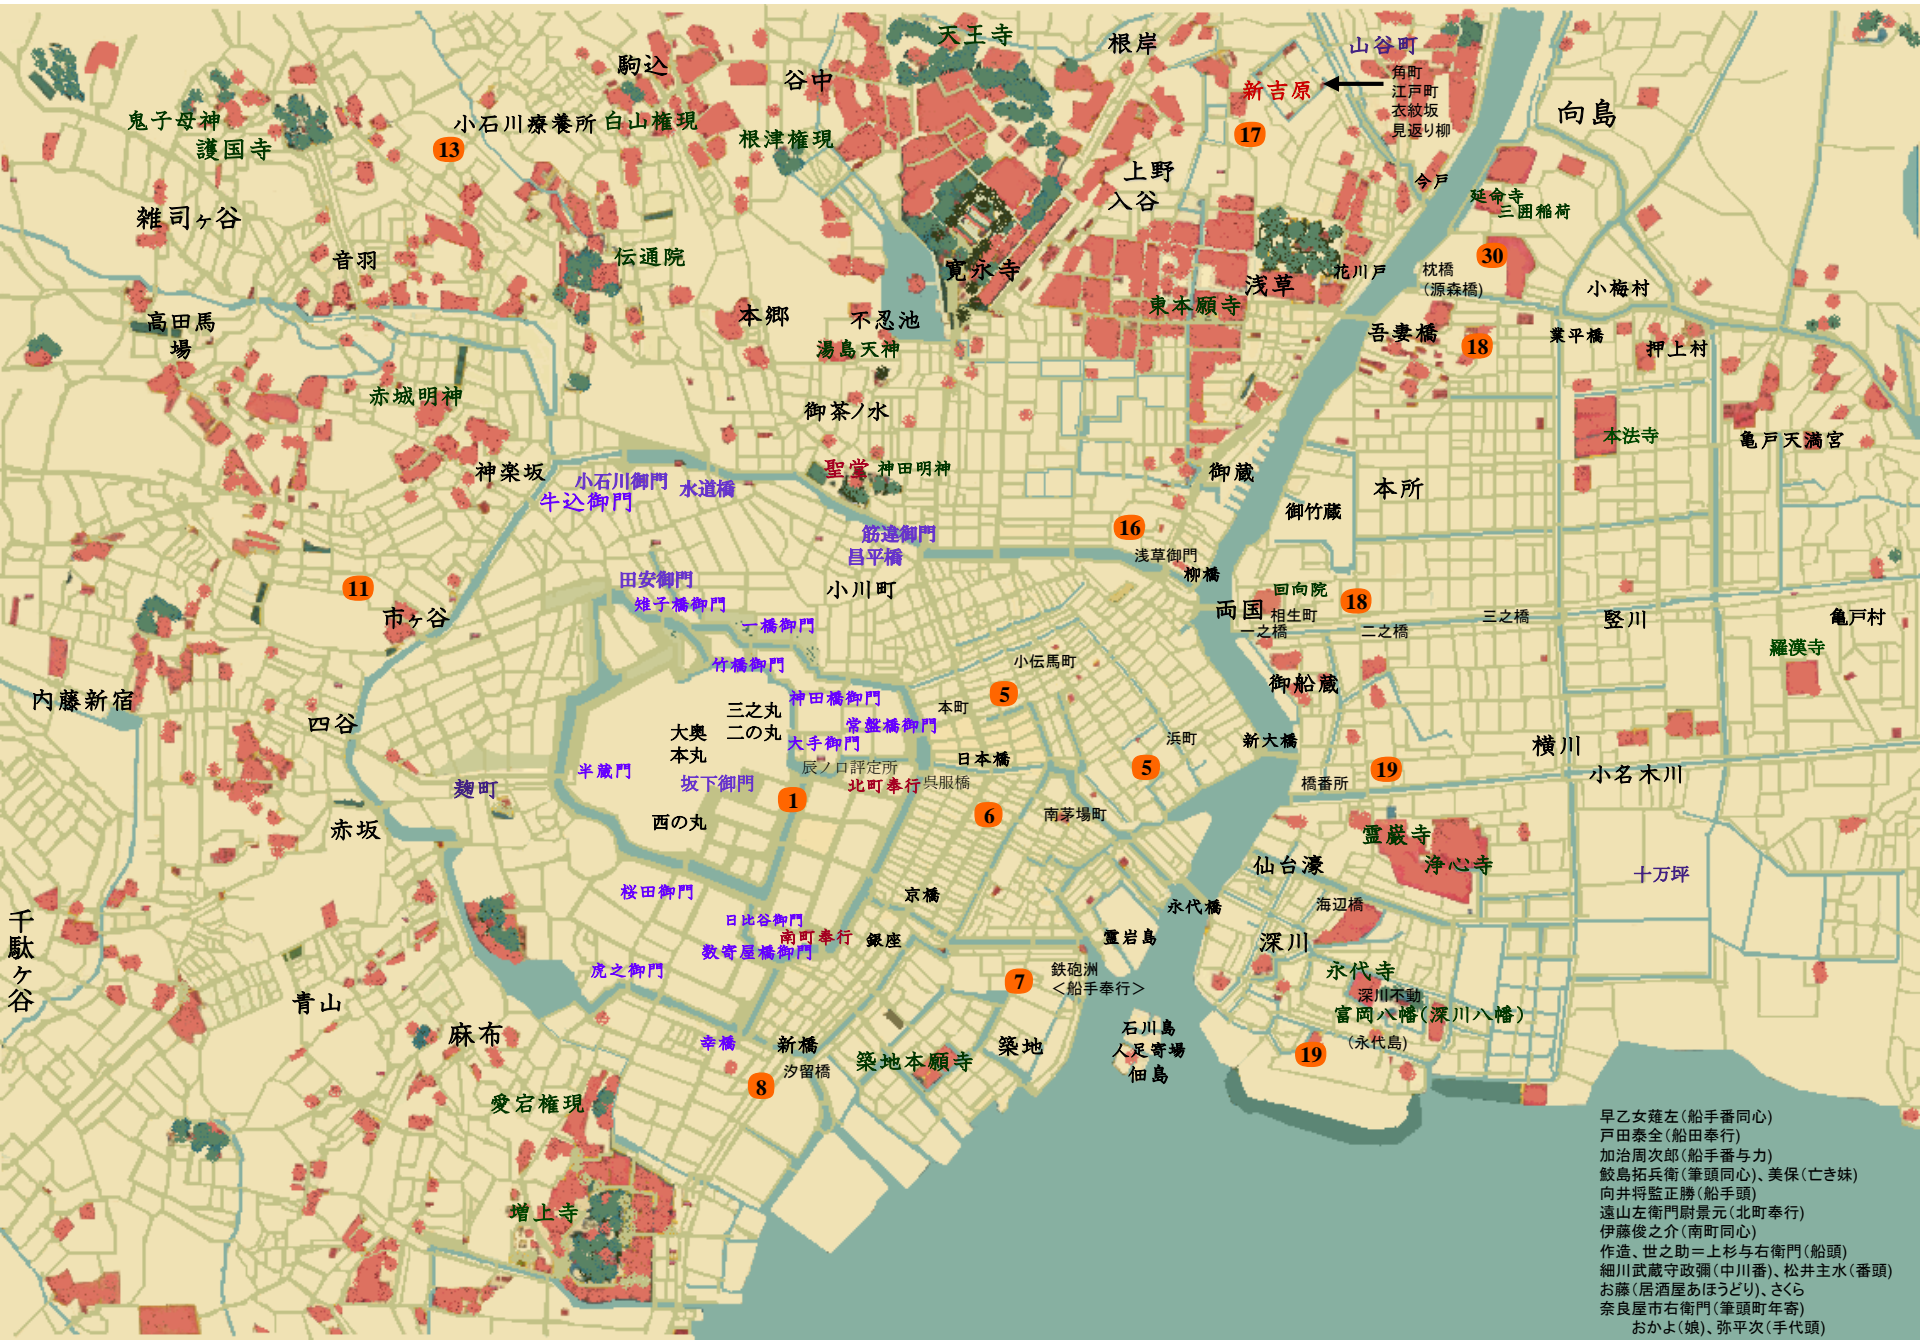 天王寺
根岸
山谷町
駒込
谷中
角町
江戸町
衣紋坂
見返り柳
新吉原
向島
鬼子母神
護国寺
13
小石川療養所
白山権現
根津権現
17
上野
入谷
今戸
延命寺
三囲稲荷
雑司ヶ谷
音羽
伝通院
寛永寺
浅草
花川戸
枕橋
(源森橋)
30
小梅村
東本願寺
高田馬
場
本郷
不忍池
湯島天神
吾妻橋
18
業平橋
押上村
赤城明神
御茶ノ水
本法寺
亀戸天満宮
神楽坂
小石川御門
牛込御門
水道橋
聖堂
神田明神
御蔵
本所
御竹蔵
筋違御門
昌平橋
16
浅草御門
柳橋
11
市ヶ谷
田安御門
雉子橋御門
小川町
一橋御門
回向院
18
両国
相生町
一之橋
二之橋
三之橋
竪川
亀戸村
羅漢寺
竹橋御門
小伝馬町
内藤新宿
四谷
神田橋御門
5
本町
御船蔵
三之丸
二の丸
大奥
本丸
常盤橋御門
大手御門
浜町
新大橋
横川
半蔵門
辰ノ口評定所
日本橋
5
19
小名木川
麹町
坂下御門
北町奉行
呉服橋
橋番所
1
6
南茅場町
赤坂
西の丸
霊巌寺
浄心寺
仙台濠
十万坪
桜田御門
京橋
永代橋
海辺橋
日比谷御門
南町奉行
数寄屋橋御門
銀座
霊岩島
深川
千駄ヶ谷
虎之御門
7
鉄砲洲
＜船手奉行＞
永代寺
深川不動
富岡八幡(深川八幡)
青山
麻布
幸橋
新橋
汐留橋
築地
石川島
人足寄場
佃島
19
(永代島)
築地本願寺
8
愛宕権現
増上寺
早乙女薙左(船手番同心)
戸田泰全(船田奉行)
加治周次郎(船手番与力)
鮫島拓兵衛(筆頭同心)、美保(亡き妹)
向井将監正勝(船手頭)
遠山左衛門尉景元(北町奉行)
伊藤俊之介(南町同心)
作造、世之助＝上杉与右衛門(船頭)
細川武蔵守政彌(中川番)、松井主水(番頭)
お藤(居酒屋あほうどり)、さくら
奈良屋市右衛門(筆頭町年寄)
おかよ(娘)、弥平次(手代頭)